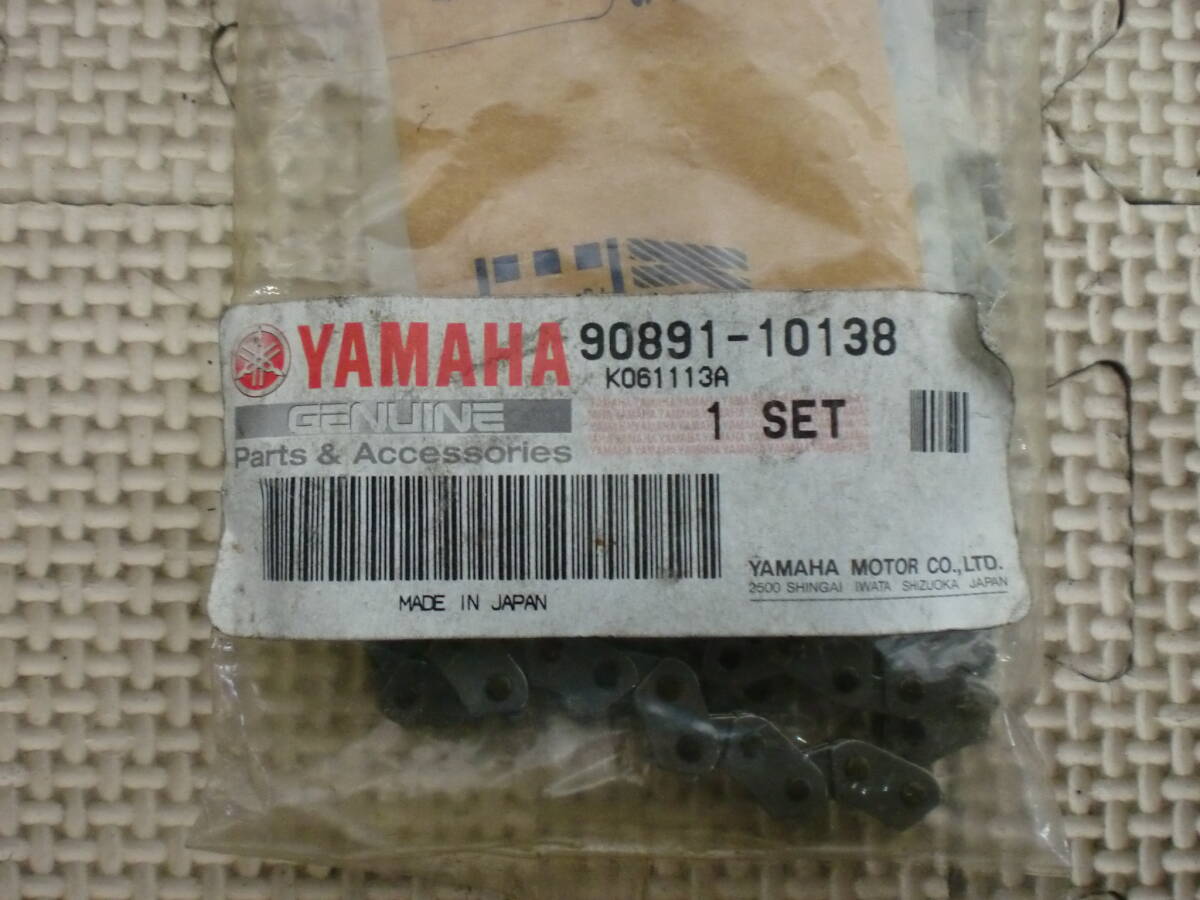 YAMAHA 90891-10138
K061113A
GENUINE
1 SET
Parts & Accessories
YAMAHA MOTOR CO., LTD.
2500 SHINGAI IWATA SHIZUOKA JAPAN
MADE IN JAPAN